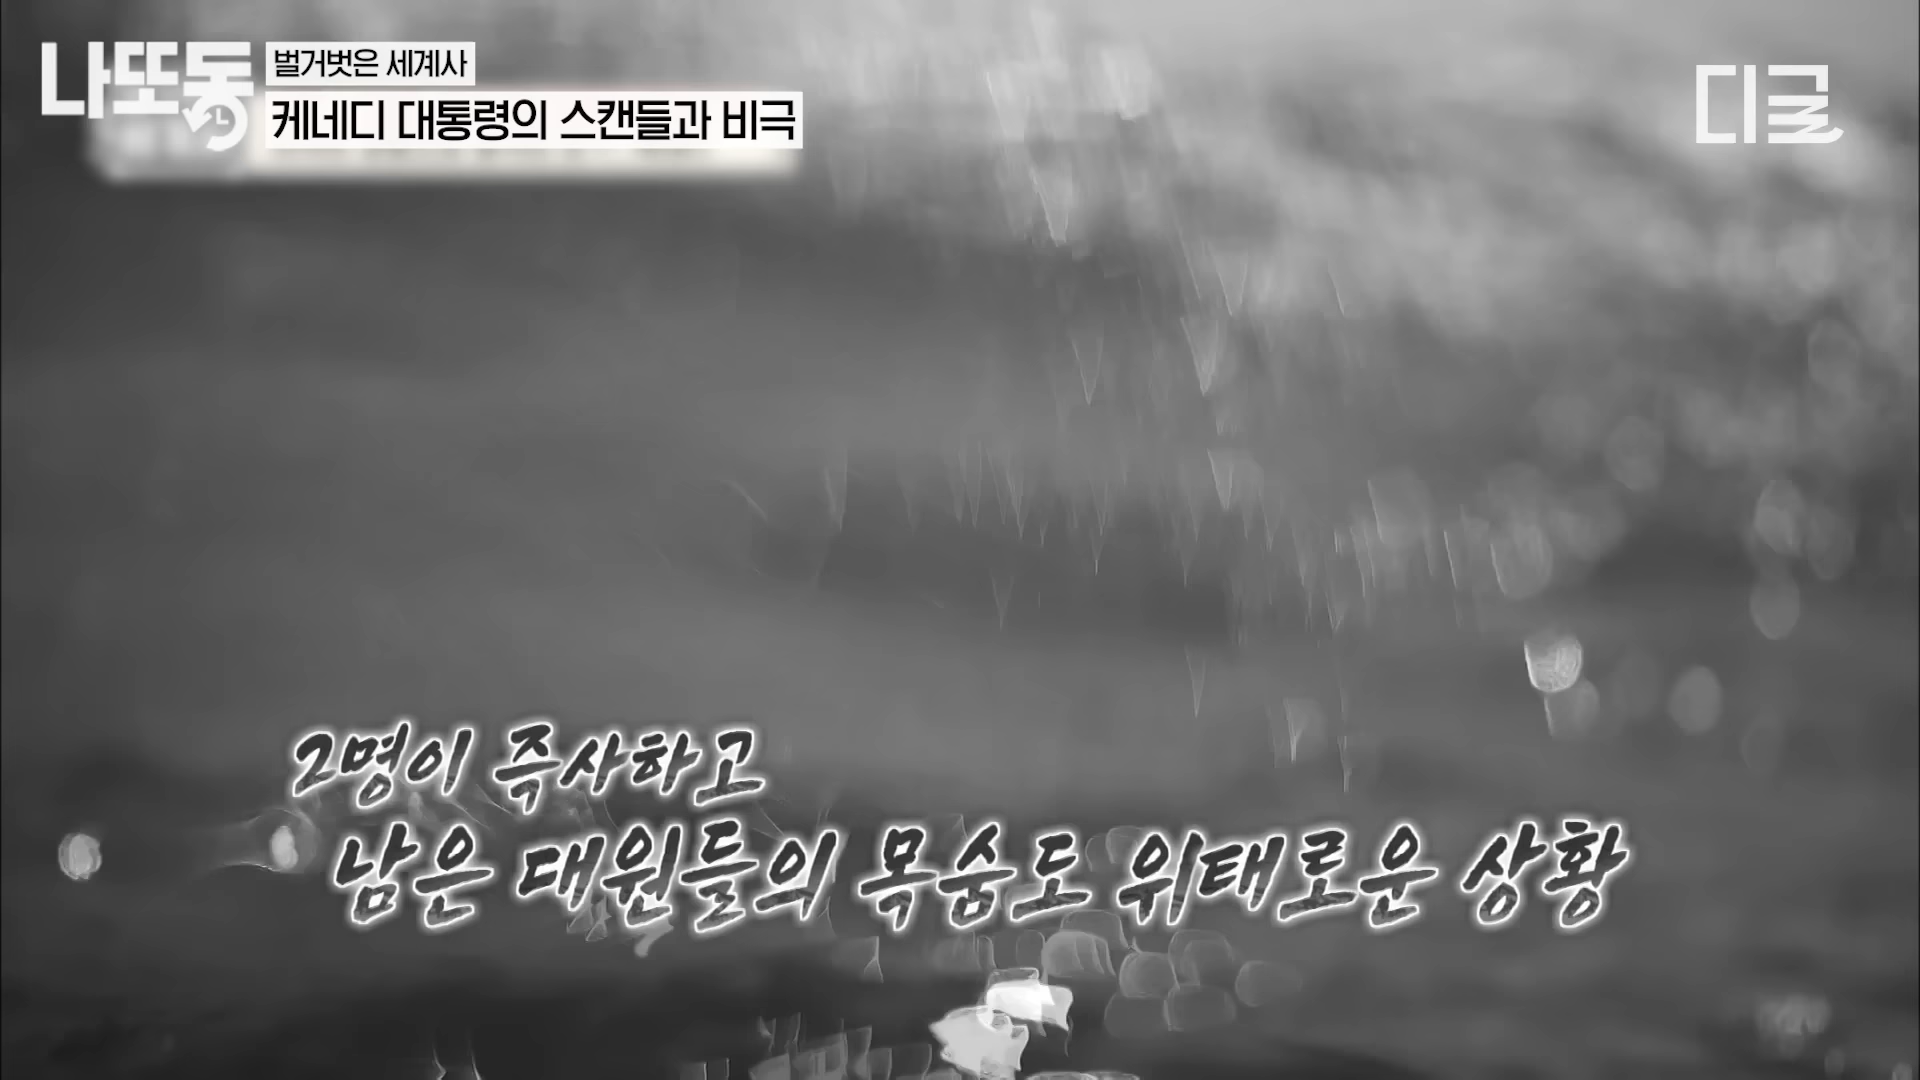 나또동
벌거벗은 세계사
케네디 대통령의 스캔들과 비극
디글
2명이 즉사하고
남은 대원들의 목숨도 위태로운 상황